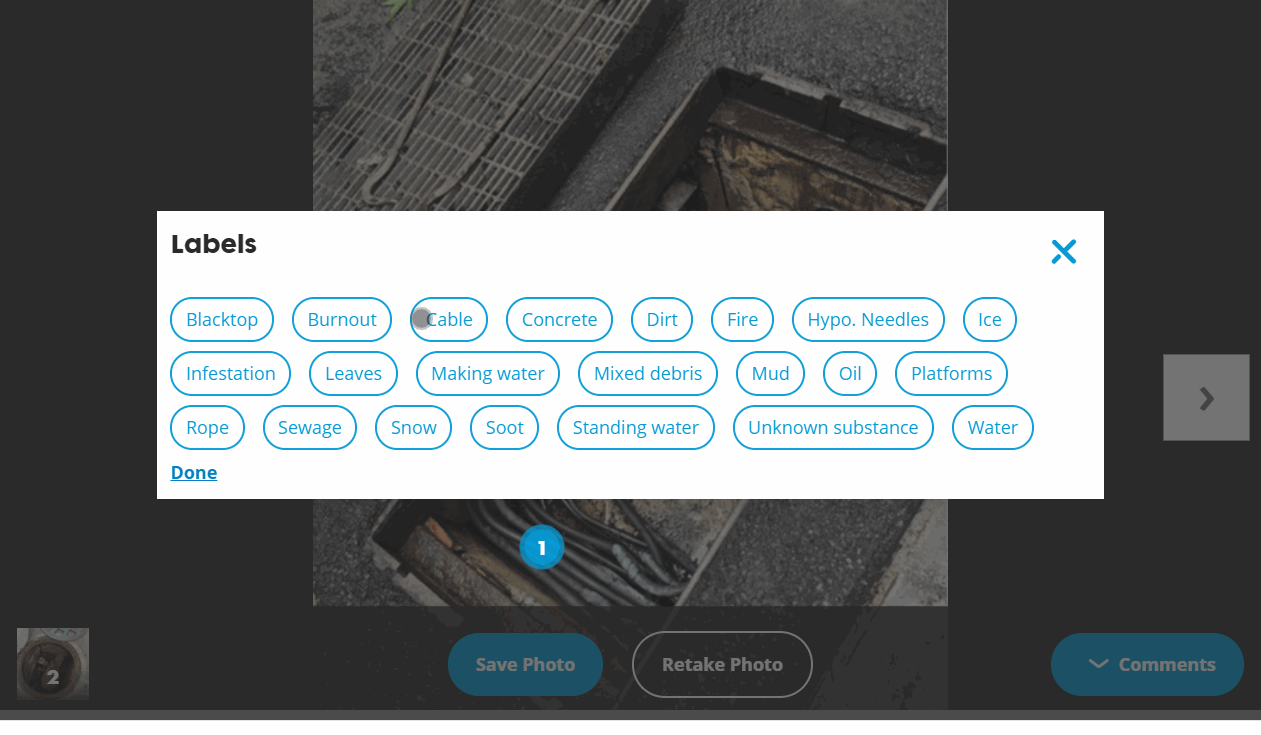 Labels
Blacktop Burnout Cable Concrete Dirt Fire Hypo. Needles Ice
Infestation Leaves Making water Mixed debris Mud Oil Platforms
Rope Sewage Snow Soot Standing water Unknown substance Water
Done
1
2
Save Photo Retake Photo Comments